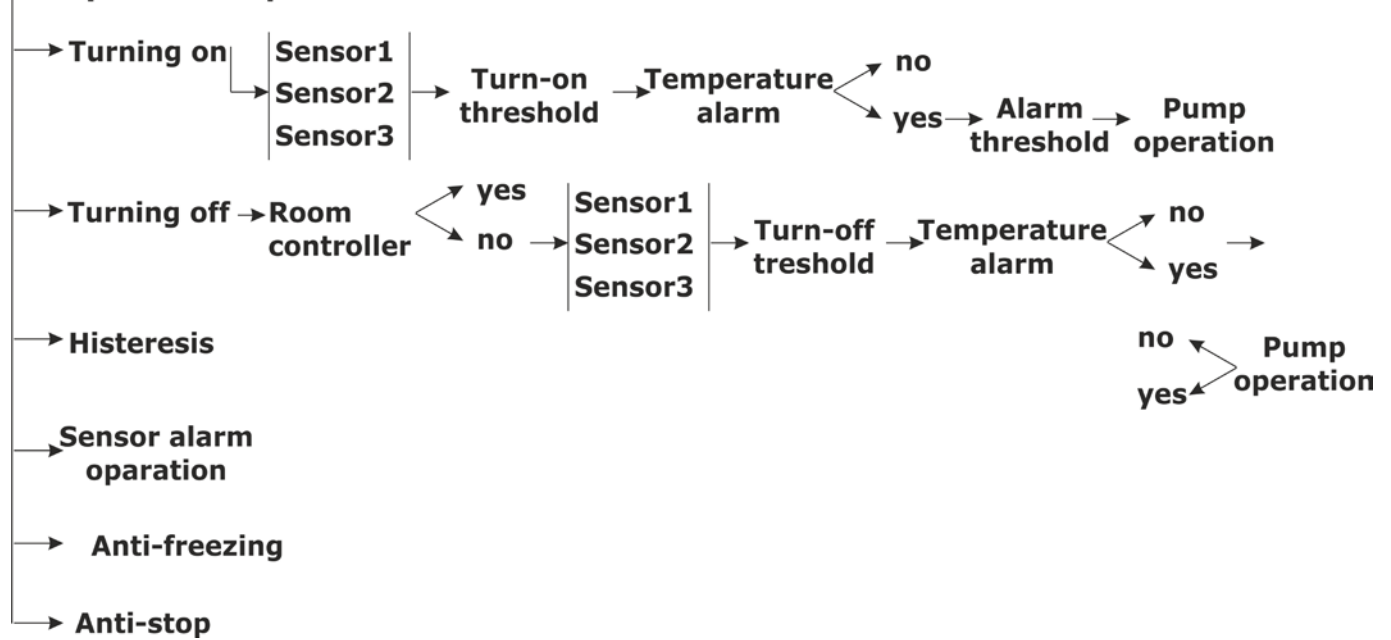 Turning on
Sensor1
Sensor2
Sensor3
Turn-on
threshold
Temperature
alarm
no
yes
Alarm
threshold
Pump
operation
Turning off
Room
controller
yes
no
Sensor1
Sensor2
Sensor3
Turn-off
treshold
Temperature
alarm
no
yes
Histeresis
no
yes
Pump
operation
Sensor alarm
oparation
Anti-freezing
Anti-stop